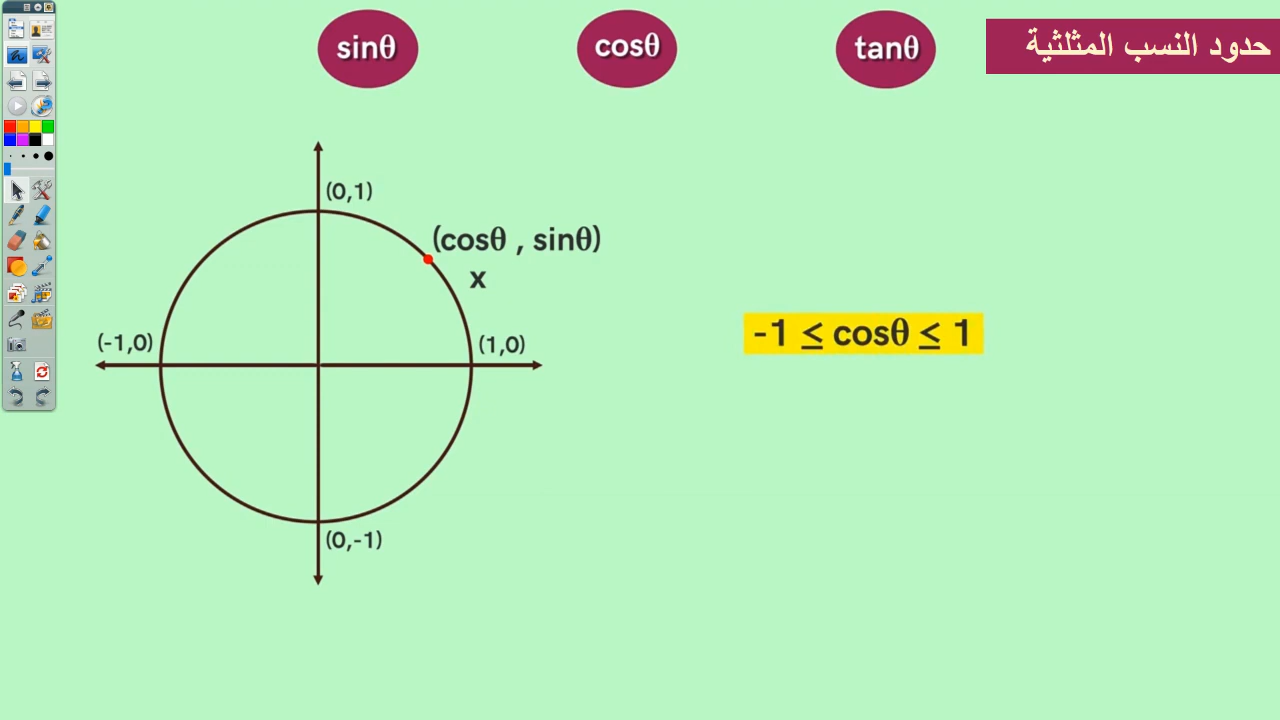 sinθ cosθ tanθ حدود النسب المثلثية
(0,1)
(cosθ , sinθ)
x
(-1,0) (1,0)
-1 ≤ cosθ ≤ 1
(0,-1)